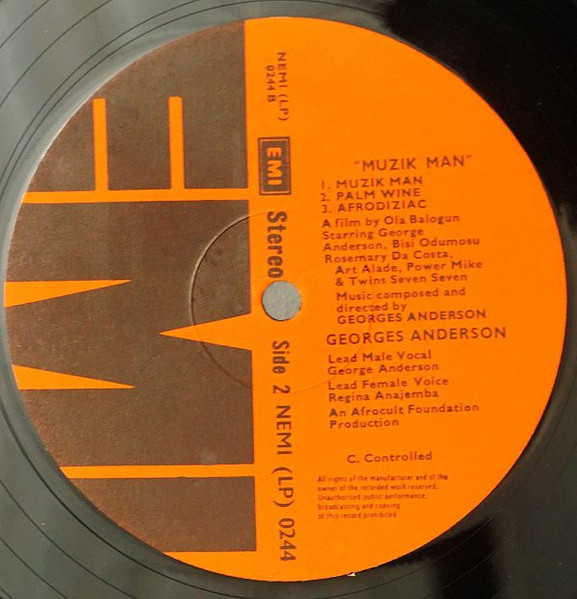 NEMI (LP)
0244 B
EMI
Stereo
Side 2 NEMI (LP) 0244
"MUZIK MAN"
1. MUZIK MAN
2. PALM WINE
3. AFRODIZIAC
A film by Ola Balogun
Starring George
Anderson, Bisi Odumosu
Rosemary Da Costa,
Art Alade, Power Mike
& Twins Seven Seven
Music composed and
directed by
GEORGES ANDERSON
GEORGES ANDERSON
Lead Male Vocal
George Anderson
Lead Female Voice
Regina Anajemba
An Afrocult Foundation
Production
C. Controlled
All rights of the manufacturer and of the
owner of the recorded work reserved.
Unauthorised public performance,
broadcasting and copying
of this record prohibited
EMI